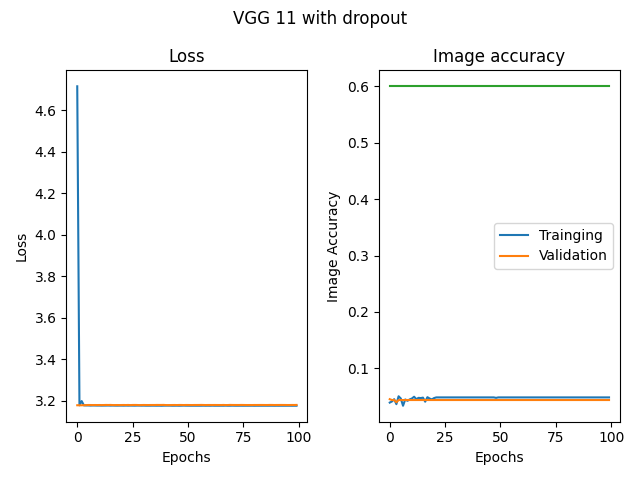 VGG 11 with dropout
Loss
Image accuracy
4.6
4.4
4.2
4.0
3.8
3.6
3.4
3.2
Loss
0
25
50
75
100
Epochs
0.6
0.5
0.4
0.3
0.2
0.1
Image Accuracy
Trainging
Validation
0
25
50
75
100
Epochs